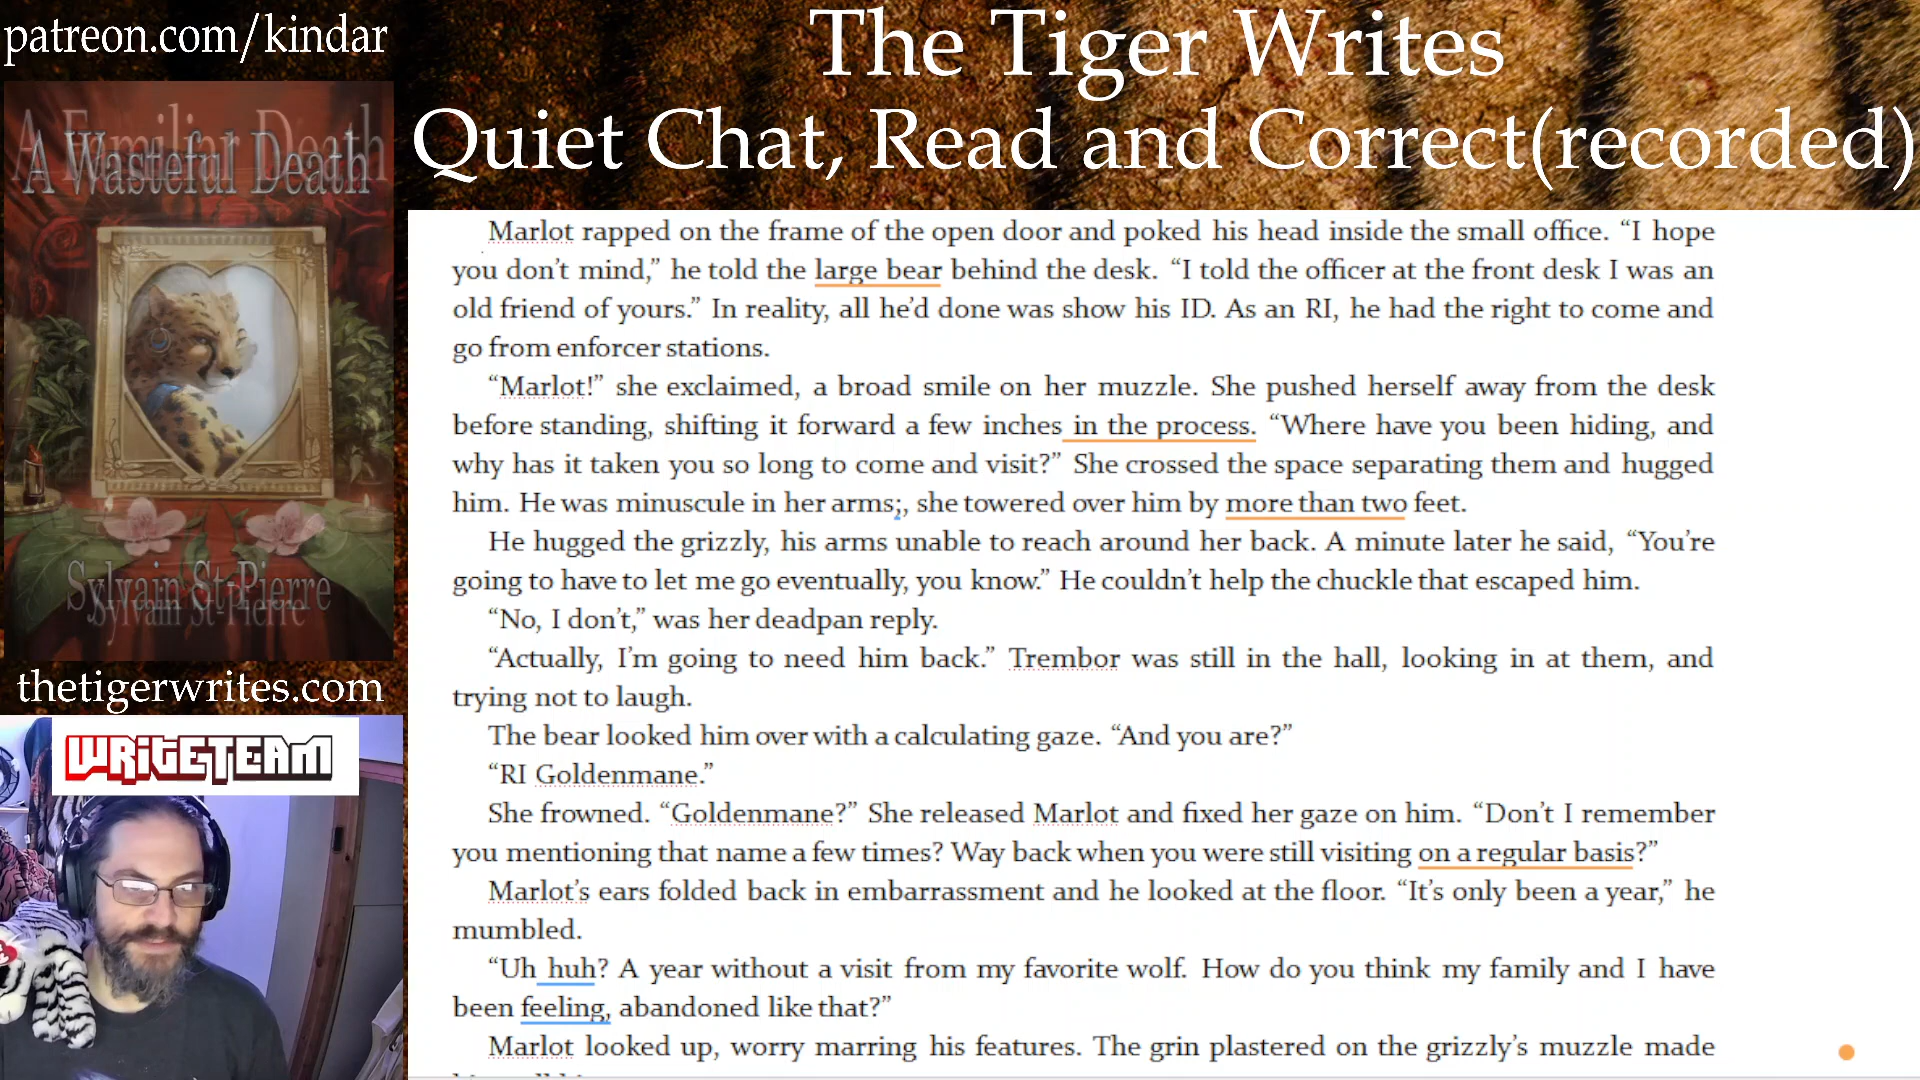 patreon.com/kindar
The Tiger Writes
Quiet Chat, Read and Correct(recorded)
A Familiar Death
A Wasteful Death
Sylvain St-Pierre
thetigerwrites.com
WRITETEAM
Marlot rapped on the frame of the open door and poked his head inside the small office. “I hope
you don’t mind,” he told the large bear behind the desk. “I told the officer at the front desk I was an
old friend of yours.” In reality, all he’d done was show his ID. As an RI, he had the right to come and
go from enforcer stations.
“Marlot!” she exclaimed, a broad smile on her muzzle. She pushed herself away from the desk
before standing, shifting it forward a few inches in the process. “Where have you been hiding, and
why has it taken you so long to come and visit?” She crossed the space separating them and hugged
him. He was minuscule in her arms;, she towered over him by more than two feet.
He hugged the grizzly, his arms unable to reach around her back. A minute later he said, “You’re
going to have to let me go eventually, you know.” He couldn’t help the chuckle that escaped him.
“No, I don’t,” was her deadpan reply.
“Actually, I’m going to need him back.” Trembor was still in the hall, looking in at them, and
trying not to laugh.
The bear looked him over with a calculating gaze. “And you are?”
“RI Goldenmane.”
She frowned. “Goldenmane?” She released Marlot and fixed her gaze on him. “Don’t I remember
you mentioning that name a few times? Way back when you were still visiting on a regular basis?”
Marlot’s ears folded back in embarrassment and he looked at the floor. “It’s only been a year,” he
mumbled.
“Uh huh? A year without a visit from my favorite wolf. How do you think my family and I have
been feeling, abandoned like that?”
Marlot looked up, worry marring his features. The grin plastered on the grizzly’s muzzle made